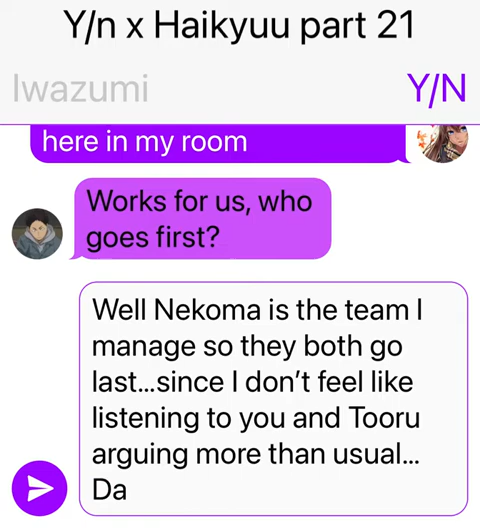 Y/n x Haikyuu part 21
Iwazumi
Y/N
here in my room
Works for us, who
goes first?
Well Nekoma is the team I
manage so they both go
last...since I don't feel like
listening to you and Tooru
arguing more than usual...
Da